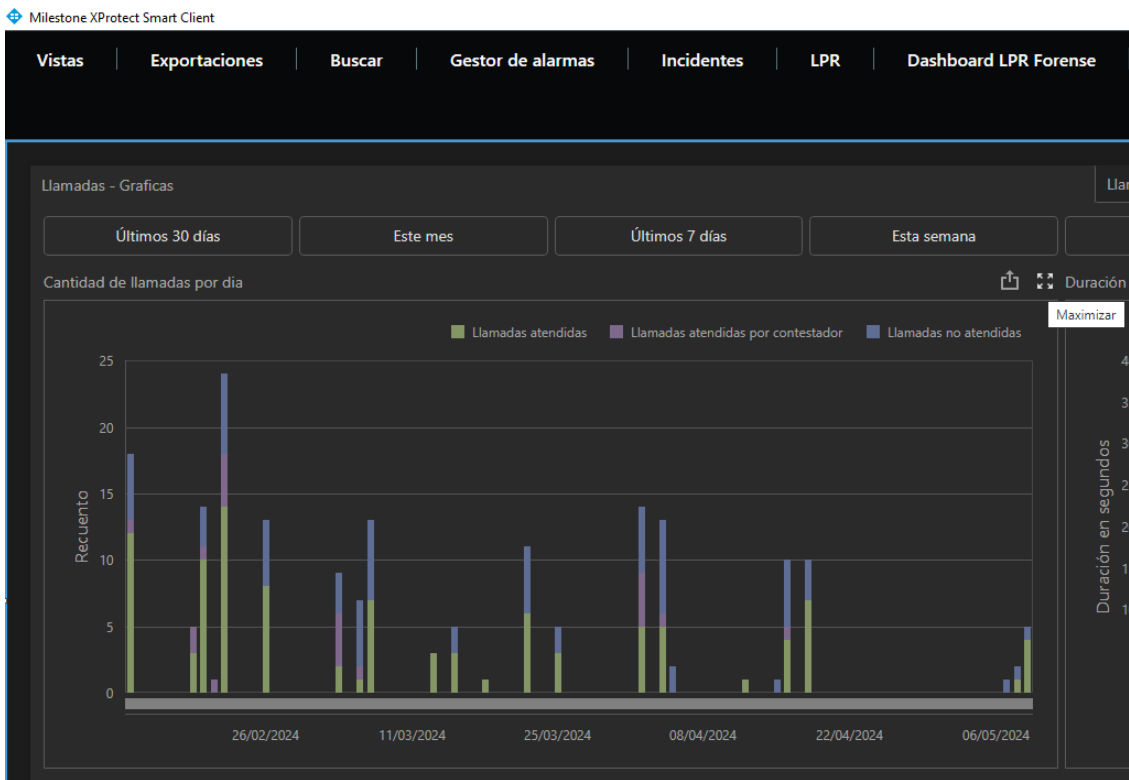 Milestone XProtect Smart Client
Vistas Exportaciones Buscar Gestor de alarmas Incidentes LPR Dashboard LPR Forense
Llamadas - Graficas
Últimos 30 días Este mes Últimos 7 días Esta semana
Cantidad de llamadas por dia Duración
Maximizar
Llamadas atendidas Llamadas atendidas por contestador Llamadas no atendidas
25
20
15
10
5
0
Recuento
26/02/2024 11/03/2024 25/03/2024 08/04/2024 22/04/2024 06/05/2024
Duración en segundos